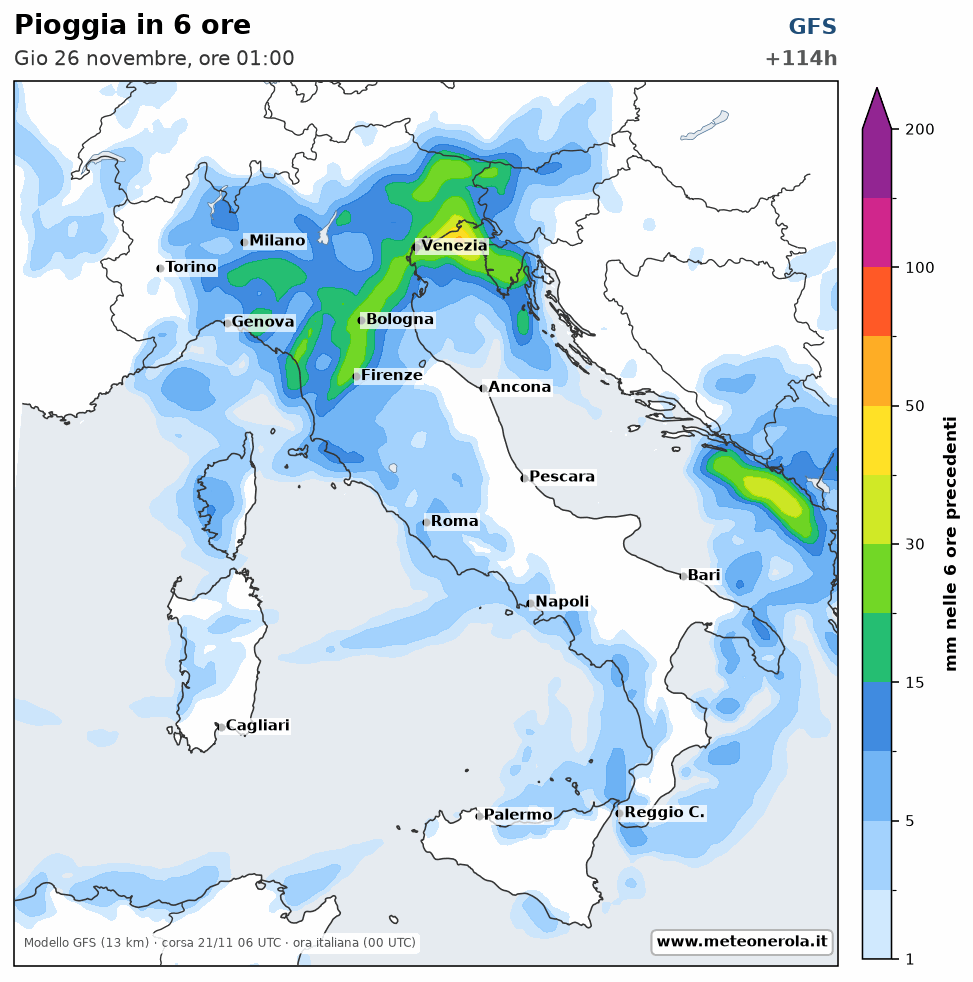 Pioggia in 6 ore
GFS
Gio 26 novembre, ore 01:00
+114h
200
100
50
30
15
5
1
mm nelle 6 ore precedenti
Milano
Venezia
Torino
Genova
Bologna
Firenze
Ancona
Pescara
Roma
Bari
Napoli
Cagliari
Palermo
Reggio C.
Modello GFS (13 km) · corsa 21/11 06 UTC · ora italiana (00 UTC)
www.meteonerola.it